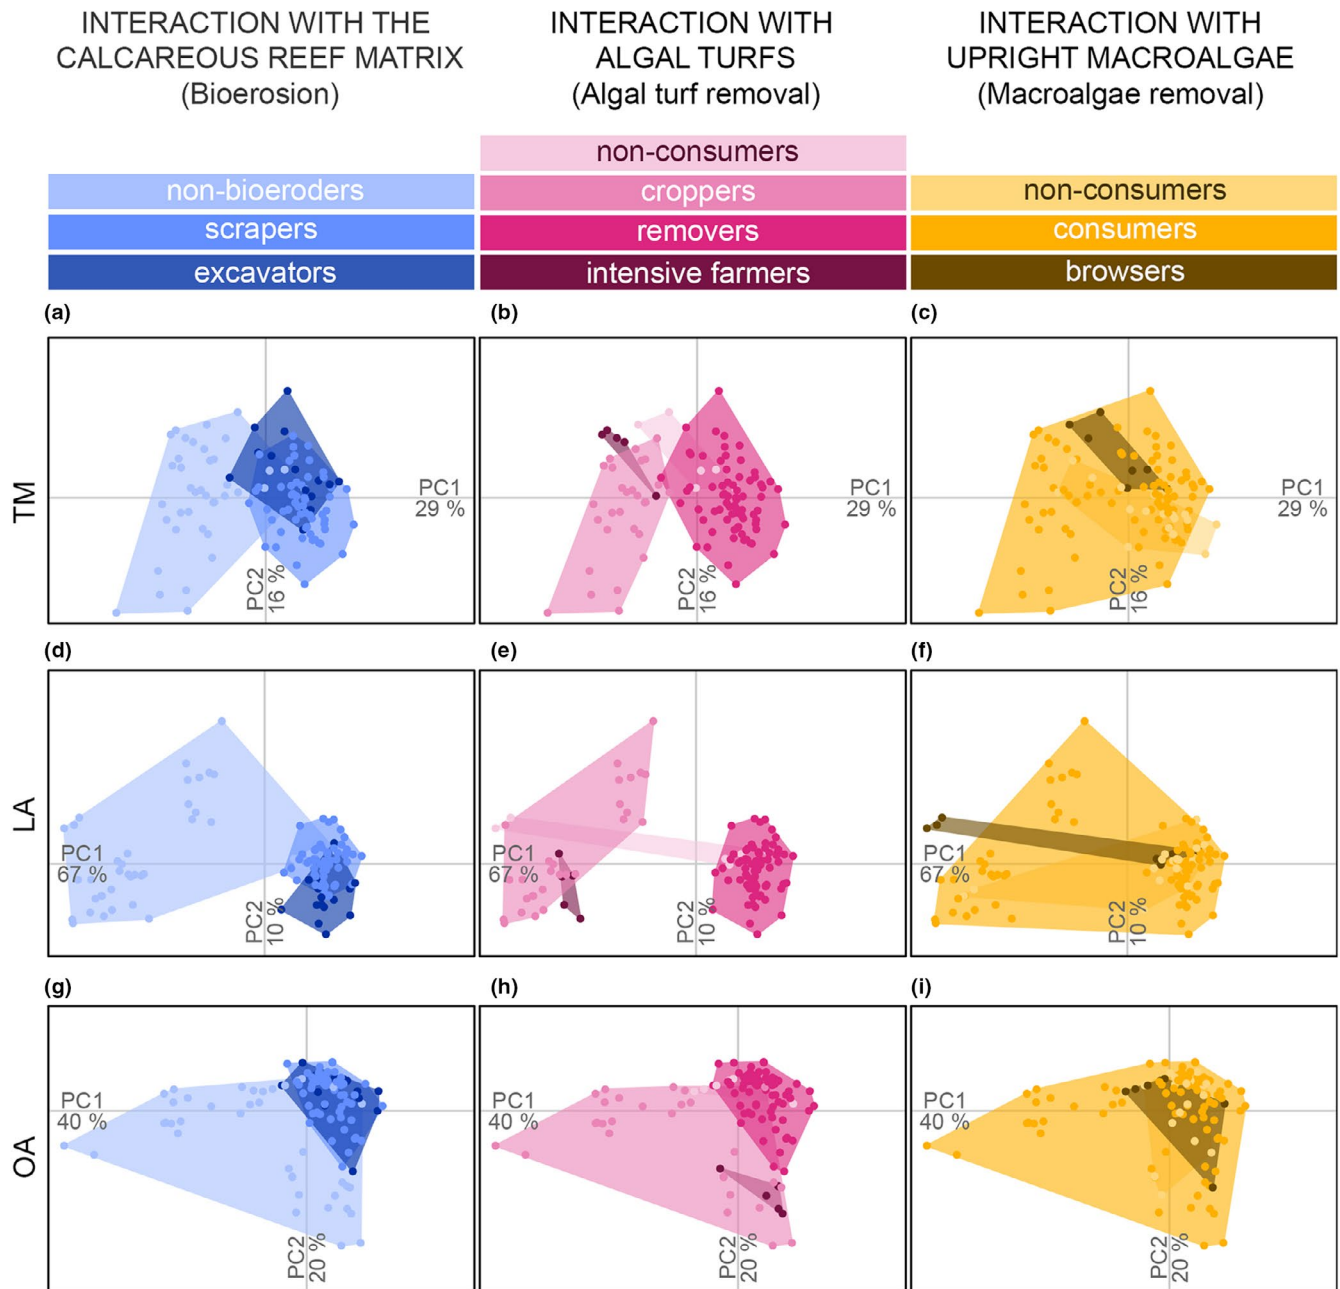 INTERACTION WITH THE
CALCAREOUS REEF MATRIX
(Bioerosion)
INTERACTION WITH
ALGAL TURFS
(Algal turf removal)
INTERACTION WITH
UPRIGHT MACROALGAE
(Macroalgae removal)
non-bioeroders
scrapers
excavators
non-consumers
croppers
removers
intensive farmers
non-consumers
consumers
browsers
(a)
(b)
(c)
TM
PC1
29 %
PC2
16 %
PC1
29 %
PC2
16 %
PC1
29 %
PC2
16 %
(d)
(e)
(f)
LA
PC1
67 %
PC2
10 %
PC1
67 %
PC2
10 %
PC1
67 %
PC2
10 %
(g)
(h)
(i)
OA
PC1
40 %
PC2
20 %
PC1
40 %
PC2
20 %
PC1
40 %
PC2
20 %